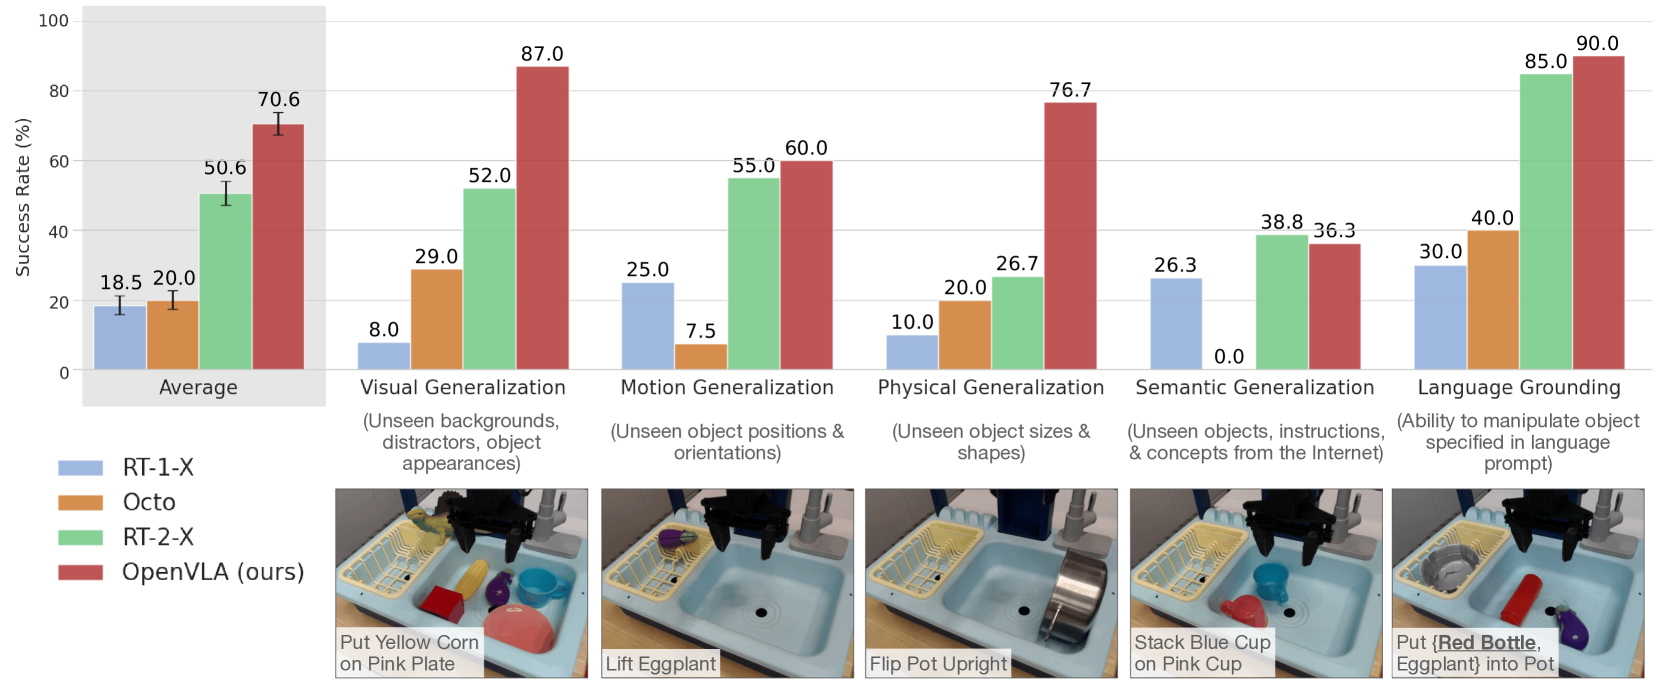 100
80
60
40
20
0
Success Rate (%)
18.5
20.0
50.6
70.6
Average
8.0
29.0
52.0
87.0
Visual Generalization
(Unseen backgrounds,
distractors, object
appearances)
25.0
7.5
55.0
60.0
Motion Generalization
(Unseen object positions &
orientations)
10.0
20.0
26.7
76.7
Physical Generalization
(Unseen object sizes &
shapes)
26.3
0.0
38.8
36.3
Semantic Generalization
(Unseen objects, instructions,
& concepts from the Internet)
30.0
40.0
85.0
90.0
Language Grounding
(Ability to manipulate object
specified in language
prompt)
RT-1-X
Octo
RT-2-X
OpenVLA (ours)
Put Yellow Corn
on Pink Plate
Lift Eggplant
Flip Pot Upright
Stack Blue Cup
on Pink Cup
Put {Red Bottle,
Eggplant} into Pot